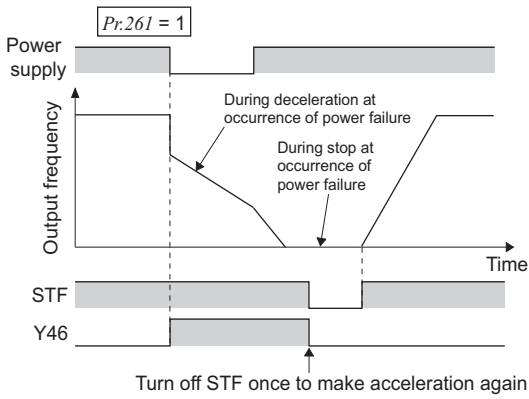 Pr.261 = 1
Power
supply
During deceleration at
occurrence of power failure
During stop at
occurrence of
power failure
Output frequency
Time
STF
Y46
Turn off STF once to make acceleration again